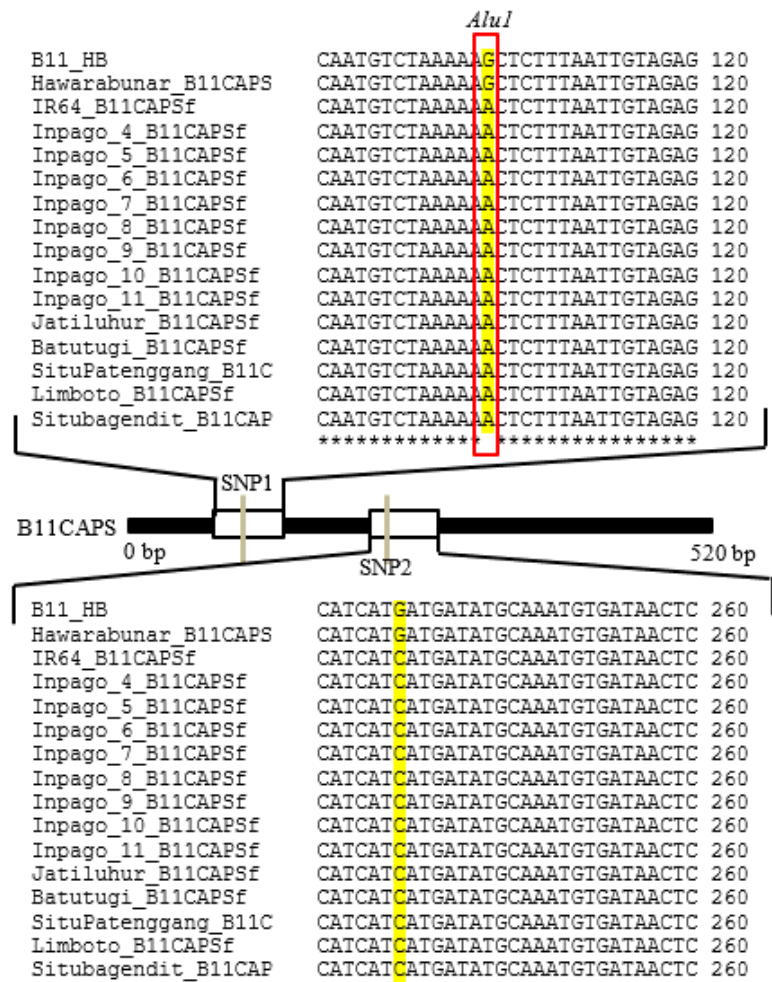 AluI
B11_HB CAATGTCTAAAAAGCTCTTTAATTGTAGAG 120
Hawarabunar_B11CAPS CAATGTCTAAAAAGCTCTTTAATTGTAGAG 120
IR64_B11CAPSf CAATGTCTAAAAAACTCTTTAATTGTAGAG 120
Inpago_4_B11CAPSf CAATGTCTAAAAAACTCTTTAATTGTAGAG 120
Inpago_5_B11CAPSf CAATGTCTAAAAAACTCTTTAATTGTAGAG 120
Inpago_6_B11CAPSf CAATGTCTAAAAAACTCTTTAATTGTAGAG 120
Inpago_7_B11CAPSf CAATGTCTAAAAAACTCTTTAATTGTAGAG 120
Inpago_8_B11CAPSf CAATGTCTAAAAAACTCTTTAATTGTAGAG 120
Inpago_9_B11CAPSf CAATGTCTAAAAAACTCTTTAATTGTAGAG 120
Inpago_10_B11CAPSf CAATGTCTAAAAAACTCTTTAATTGTAGAG 120
Inpago_11_B11CAPSf CAATGTCTAAAAAACTCTTTAATTGTAGAG 120
Jatiluhur_B11CAPSf CAATGTCTAAAAAACTCTTTAATTGTAGAG 120
Batutugi_B11CAPSf CAATGTCTAAAAAACTCTTTAATTGTAGAG 120
SituPatenggang_B11C CAATGTCTAAAAAACTCTTTAATTGTAGAG 120
Limboto_B11CAPSf CAATGTCTAAAAAACTCTTTAATTGTAGAG 120
Situbagendit_B11CAP CAATGTCTAAAAAACTCTTTAATTGTAGAG 120
************* ****************
SNP1
B11CAPS
0 bp 520 bp
SNP2
B11_HB CATCATGATGATATGCAAATGTGATAACTC 260
Hawarabunar_B11CAPS CATCATGATGATATGCAAATGTGATAACTC 260
IR64_B11CAPSf CATCATCATGATATGCAAATGTGATAACTC 260
Inpago_4_B11CAPSf CATCATCATGATATGCAAATGTGATAACTC 260
Inpago_5_B11CAPSf CATCATCATGATATGCAAATGTGATAACTC 260
Inpago_6_B11CAPSf CATCATCATGATATGCAAATGTGATAACTC 260
Inpago_7_B11CAPSf CATCATCATGATATGCAAATGTGATAACTC 260
Inpago_8_B11CAPSf CATCATCATGATATGCAAATGTGATAACTC 260
Inpago_9_B11CAPSf CATCATCATGATATGCAAATGTGATAACTC 260
Inpago_10_B11CAPSf CATCATCATGATATGCAAATGTGATAACTC 260
Inpago_11_B11CAPSf CATCATCATGATATGCAAATGTGATAACTC 260
Jatiluhur_B11CAPSf CATCATCATGATATGCAAATGTGATAACTC 260
Batutugi_B11CAPSf CATCATCATGATATGCAAATGTGATAACTC 260
SituPatenggang_B11C CATCATCATGATATGCAAATGTGATAACTC 260
Limboto_B11CAPSf CATCATCATGATATGCAAATGTGATAACTC 260
Situbagendit_B11CAP CATCATCATGATATGCAAATGTGATAACTC 260